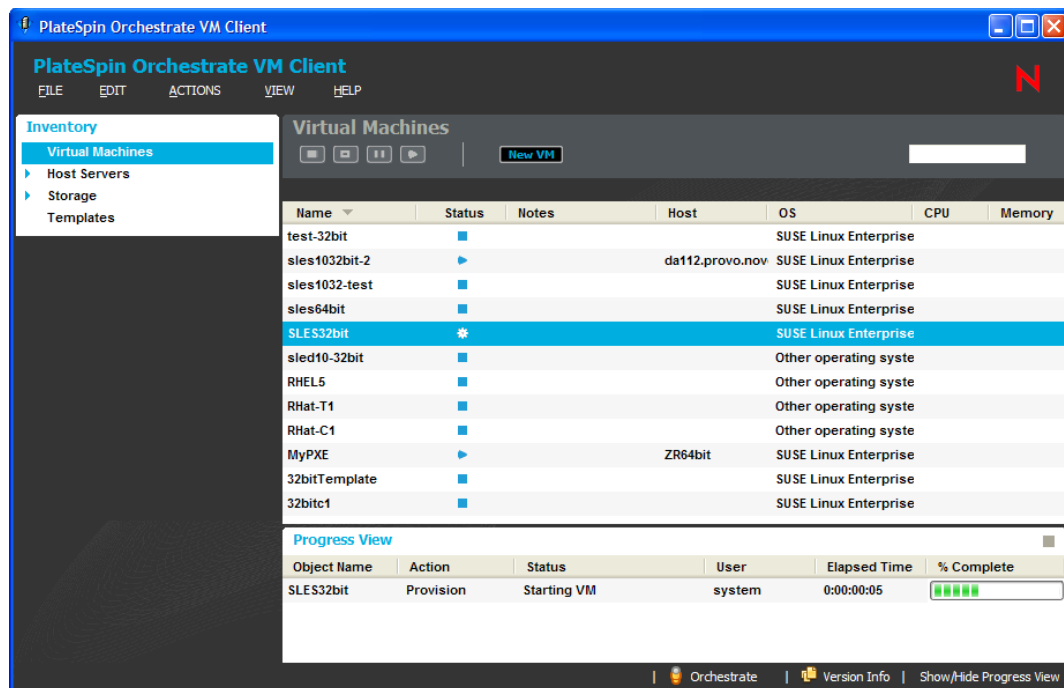 PlateSpin Orchestrate VM Client
PlateSpin Orchestrate VM Client
FILE EDIT ACTIONS VIEW HELP
N
Inventory
Virtual Machines
Host Servers
Storage
Templates
Virtual Machines
New VM
Name Status Notes Host OS CPU Memory
test-32bit SUSE Linux Enterprise
sles1032bit-2 da112.provo.nov SUSE Linux Enterprise
sles1032-test SUSE Linux Enterprise
sles64bit SUSE Linux Enterprise
SLES32bit SUSE Linux Enterprise
sled10-32bit Other operating syste
RHEL5 Other operating syste
RHat-T1 Other operating syste
RHat-C1 Other operating syste
MyPXE ZR64bit SUSE Linux Enterprise
32bitTemplate SUSE Linux Enterprise
32bitc1 SUSE Linux Enterprise
Progress View
Object Name Action Status User Elapsed Time % Complete
SLES32bit Provision Starting VM system 0:00:00:05
| Orchestrate | Version Info | Show/Hide Progress View